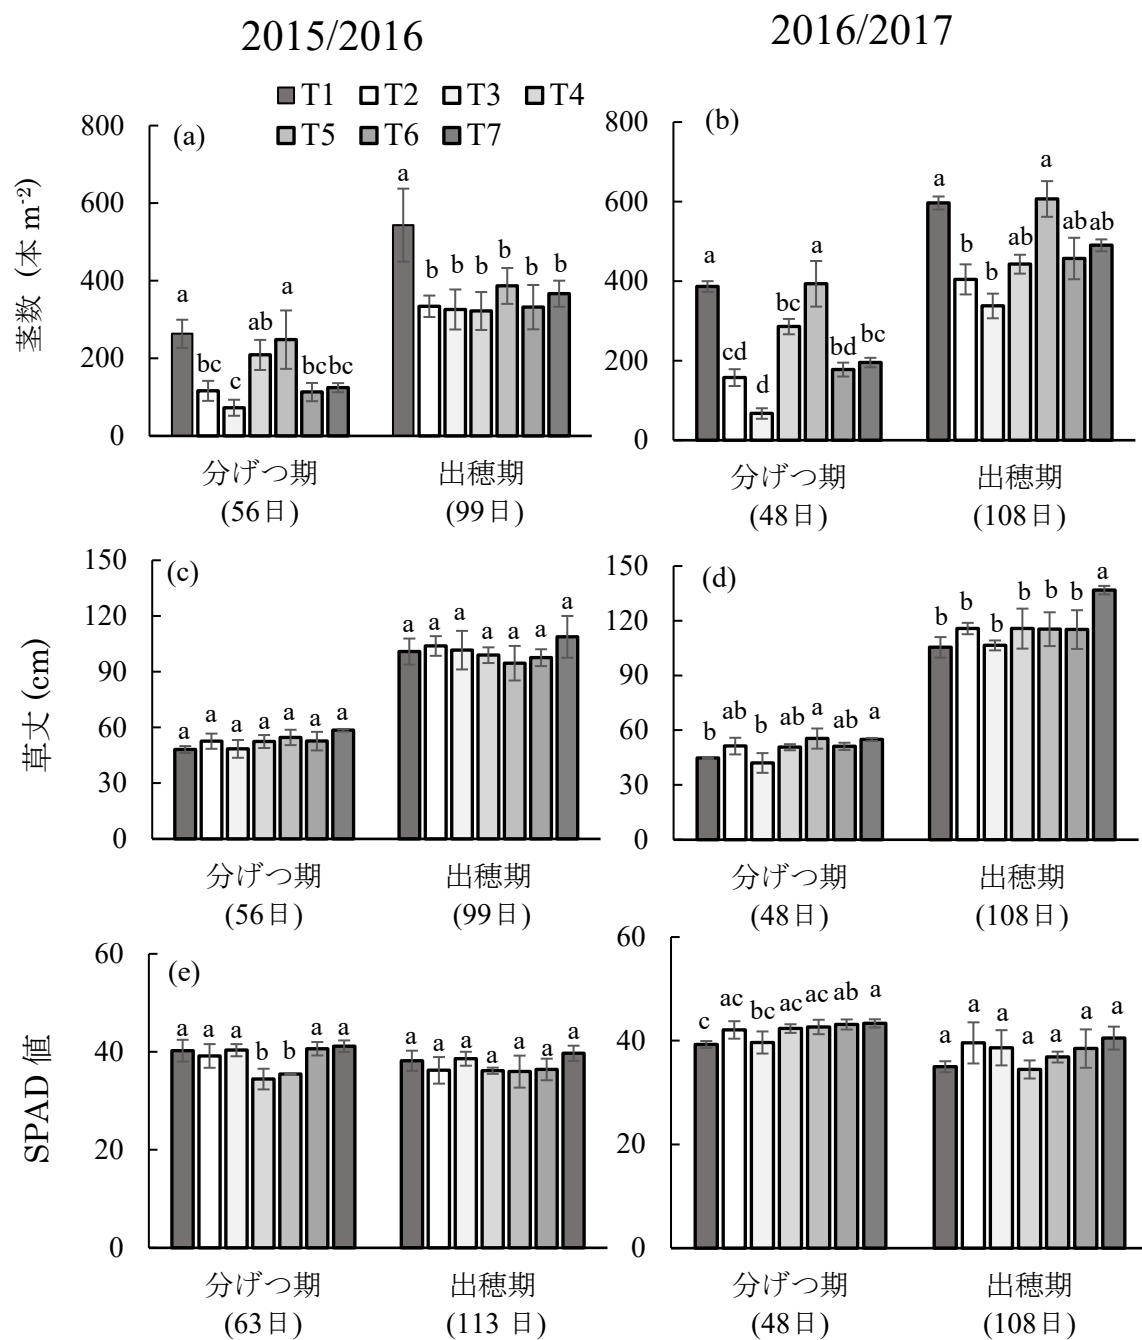 2015/2016
2016/2017
T1 T2 T3 T4
T5 T6 T7
茎数 (本 m⁻²)
(a)
800
600
400
200
0
a bc c ab a bc bc
a b b b b b b
分げつ期 出穂期
(56日) (99日)
(b)
800
600
400
200
0
a cd d bc a bd bc
a b b ab a ab ab
分げつ期 出穂期
(48日) (108日)
草丈 (cm)
(c)
150
120
90
60
30
0
a a a a a a a
a a a a a a a
分げつ期 出穂期
(56日) (99日)
(d)
150
120
90
60
30
0
b ab b ab a ab a
b b b b b b a
分げつ期 出穂期
(48日) (108日)
SPAD 値
(e)
60
40
20
0
a a a b b a a
a a a a a a a
分げつ期 出穂期
(63日) (113 日)
60
40
20
0
c ac bc ac ac ab a
a a a a a a a
分げつ期 出穂期
(48日) (108日)